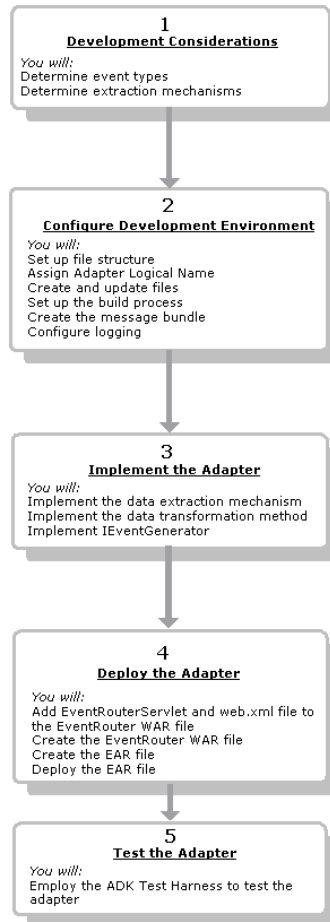 1
Development Considerations
You will:
Determine event types
Determine extraction mechanisms
2
Configure Development Environment
You will:
Set up file structure
Assign Adapter Logical Name
Create and update files
Set up the build process
Create the message bundle
Configure logging
3
Implement the Adapter
You will:
Implement the data extraction mechanism
Implement the data transformation method
Implement IEventGenerator
4
Deploy the Adapter
You will:
Add EventRouterServlet and web.xml file to
the EventRouter WAR file
Create the EventRouter WAR file
Create the EAR file
Deploy the EAR file
5
Test the Adapter
You will:
Employ the ADK Test Harness to test the
adapter